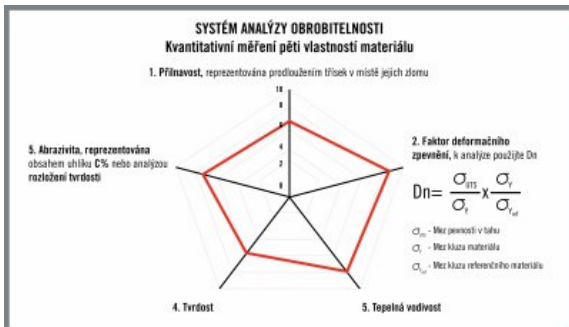 SYSTÉM ANALÝZY OBROBITELNOSTI
Kvantitativní měření pěti vlastností materiálu
1. Přilnavost, reprezentována prodloužením třísek v místě jejich zlomu
10
8
6
4
2
0
5. Abrazivita, reprezentována
obsahem uhlíku C% nebo analýzou
rozložení tvrdosti
2. Faktor deformačního
zpevnění, k analýze použijte Dn
Dn= σUTS/σY x σY/σYref
σUTS - Mez pevnosti v tahu
σY - Mez kluzu materiálu
σYref - Mez kluzu referenčního materiálu
4. Tvrdost
5. Tepelná vodivost